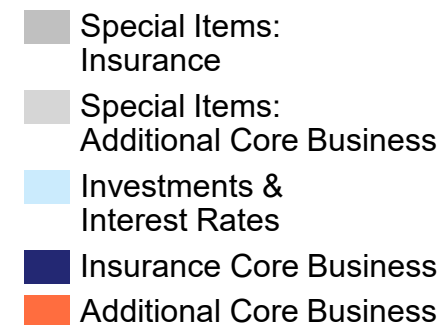 Special Items:
Insurance
Special Items:
Additional Core Business
Investments &
Interest Rates
Insurance Core Business
Additional Core Business